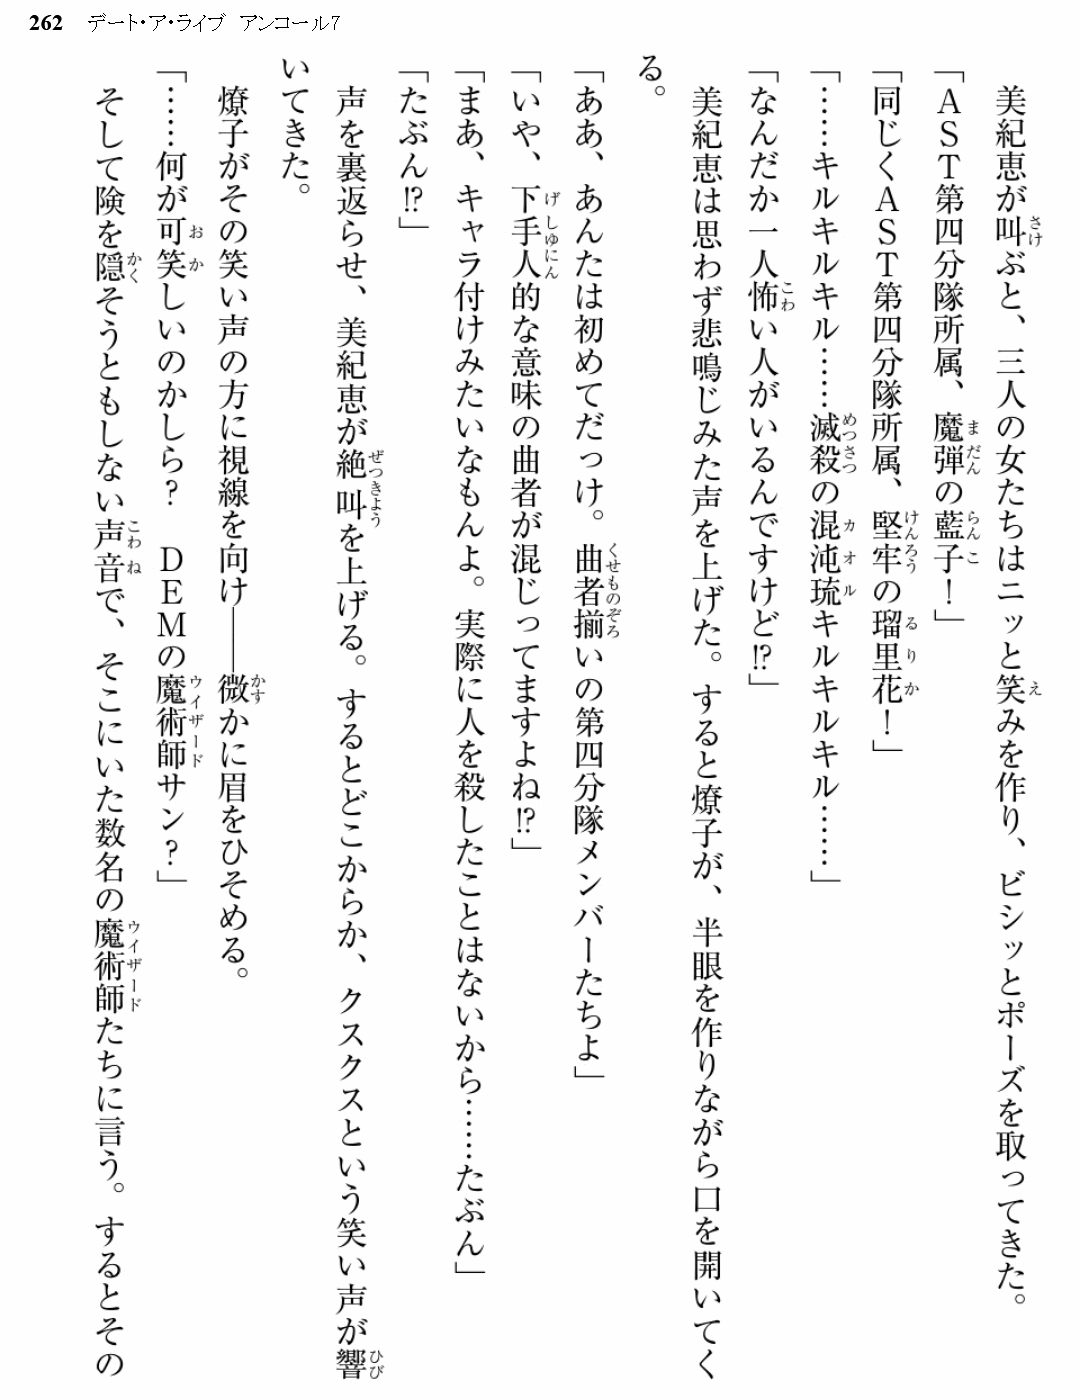 262 デート・ア・ライブ アンコール7
美紀恵が叫ぶと、三人の女たちはニッと笑みを作り、ビシッとポーズを取ってきた。
「ＡＳＴ第四分隊所属、魔弾の藍子！」
「同じくＡＳＴ第四分隊所属、堅牢の瑠里花！」
「……キルキルキル……滅殺の混沌琉キルキルキル……」
「なんだか一人怖い人がいるんですけど⁉」
美紀恵は思わず悲鳴じみた声を上げた。すると燎子が、半眼を作りながら口を開いてく
る。
「ああ、あんたは初めてだっけ。曲者揃いの第四分隊メンバーたちよ」
「いや、下手人的な意味の曲者が混じってますよね⁉」
「まあ、キャラ付けみたいなもんよ。実際に人を殺したことはないから……たぶん」
「たぶん⁉」
声を裏返らせ、美紀恵が絶叫を上げる。するとどこからか、クスクスという笑い声が響
いてきた。
燎子がその笑い声の方に視線を向け――微かに眉をひそめる。
「……何が可笑しいのかしら？　ＤＥＭの魔術師サン？」
そして険を隠そうともしない声音で、そこにいた数名の魔術師たちに言う。するとその